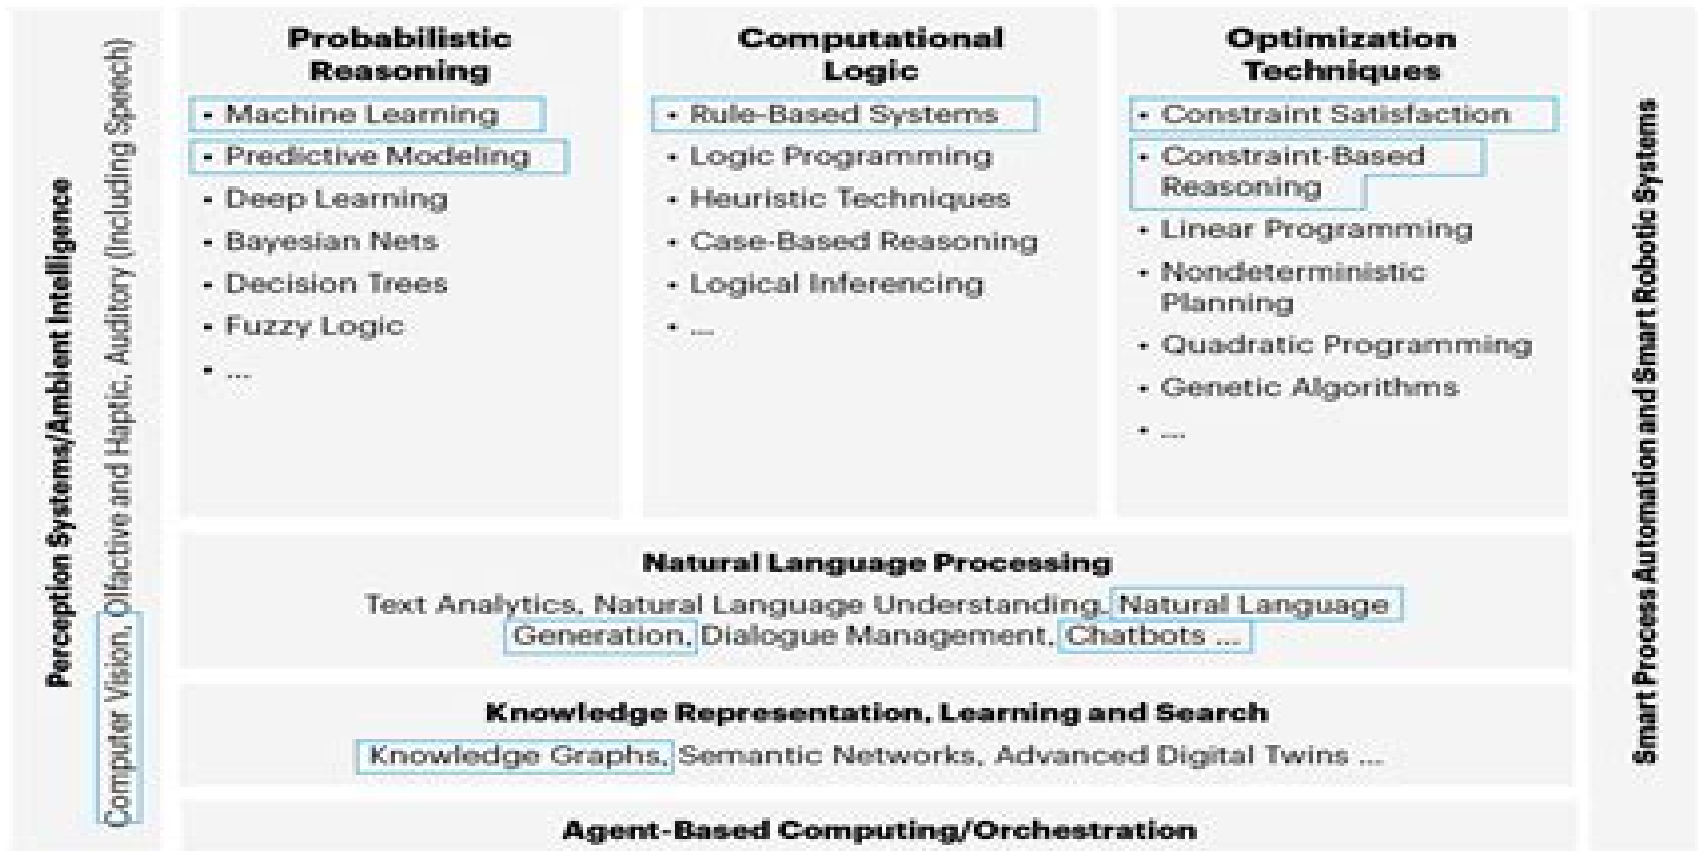 Perception Systems/Ambient Intelligence
Computer Vision, Olfactive and Haptic, Auditory (Including Speech)
Probabilistic
Reasoning
• Machine Learning
• Predictive Modeling
• Deep Learning
• Bayesian Nets
• Decision Trees
• Fuzzy Logic
• ...
Computational
Logic
• Rule-Based Systems
• Logic Programming
• Heuristic Techniques
• Case-Based Reasoning
• Logical Inferencing
• ...
Optimization
Techniques
• Constraint Satisfaction
• Constraint-Based
Reasoning
• Linear Programming
• Nondeterministic
Planning
• Quadratic Programming
• Genetic Algorithms
• ...
Natural Language Processing
Text Analytics, Natural Language Understanding, Natural Language
Generation, Dialogue Management, Chatbots ...
Knowledge Representation, Learning and Search
Knowledge Graphs, Semantic Networks, Advanced Digital Twins ...
Agent-Based Computing/Orchestration
Smart Process Automation and Smart Robotic Systems